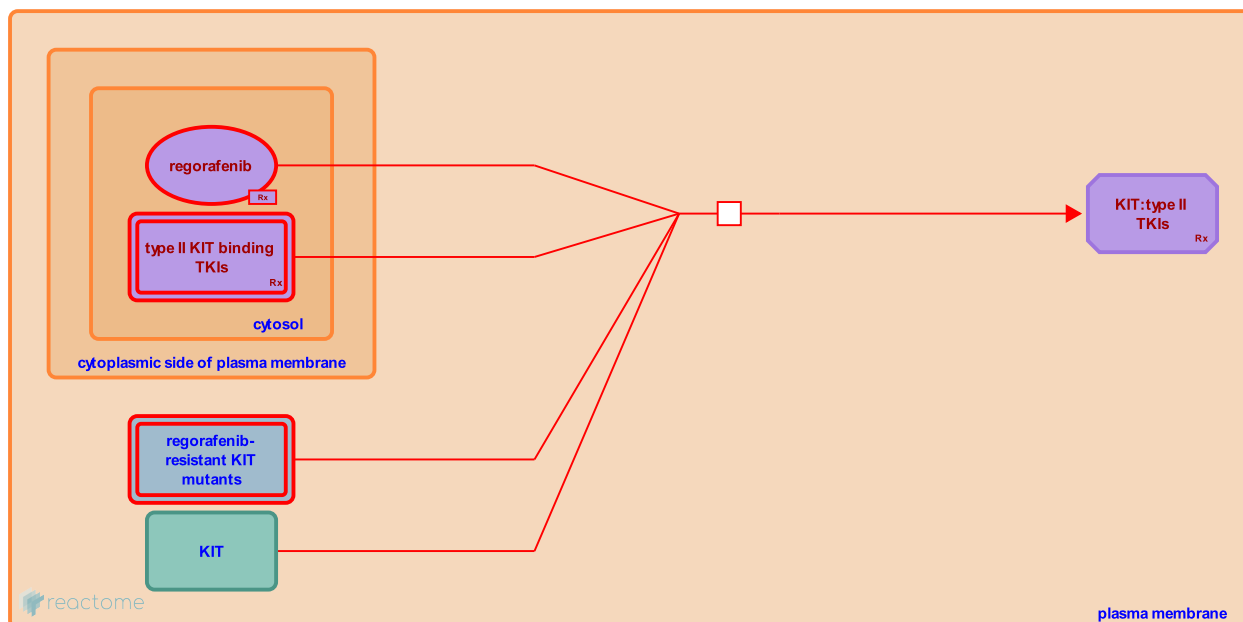 regorafenib
Rx
type II KIT binding
TKIs
Rx
cytosol
cytoplasmic side of plasma membrane
regorafenib-
resistant KIT
mutants
KIT
KIT:type II
TKIs
Rx
reactome
plasma membrane